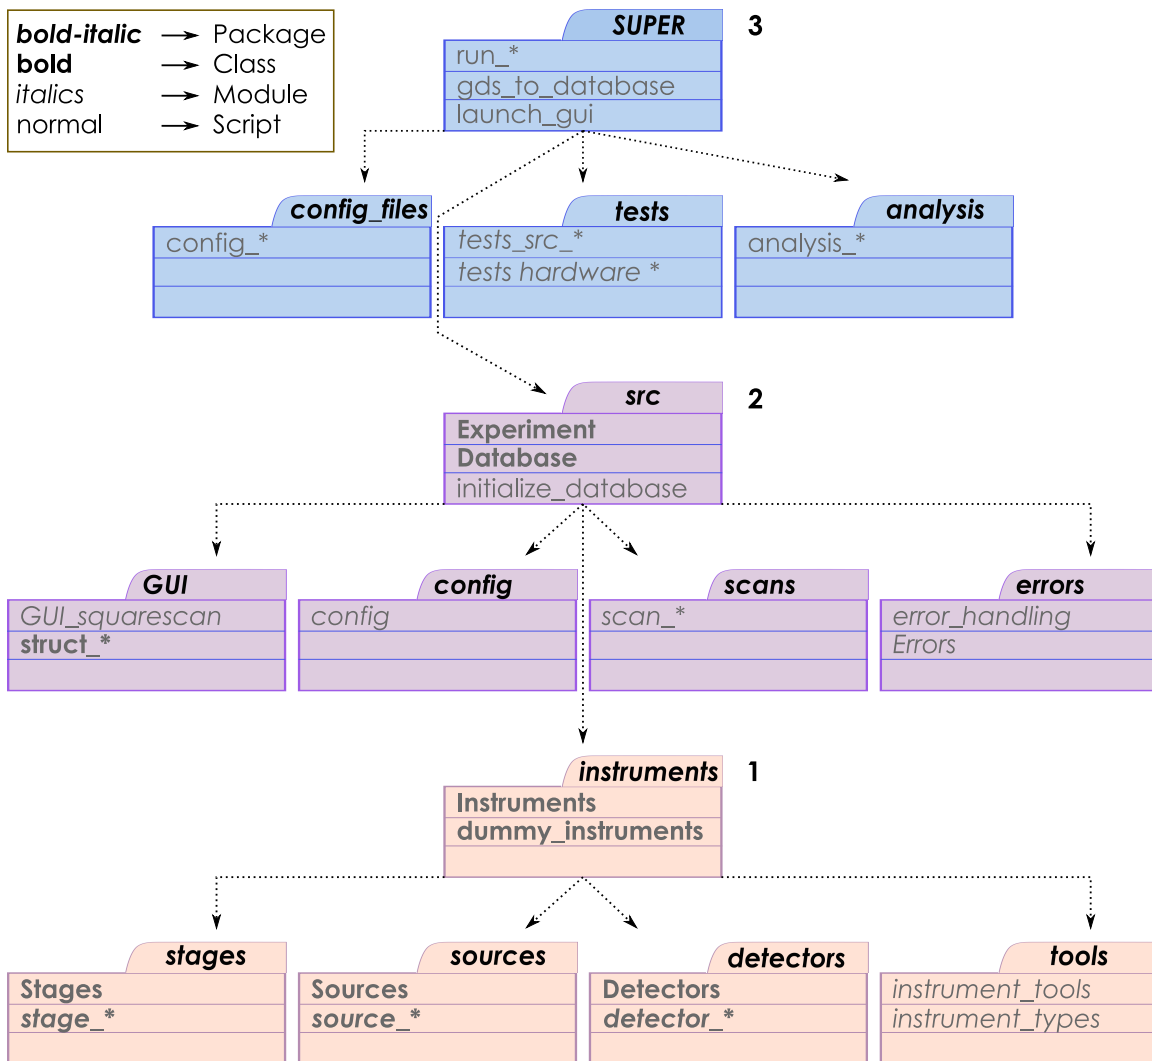 bold-italic → Package
bold → Class
italics → Module
normal → Script
SUPER 3
run_*
gds_to_database
launch_gui
config_files
config_*
tests
tests_src_*
tests hardware *
analysis
analysis_*
src 2
Experiment
Database
initialize_database
GUI
GUI_squarescan
struct_*
config
config
scans
scan_*
errors
error_handling
Errors
instruments 1
Instruments
dummy_instruments
stages
Stages
stage_*
sources
Sources
source_*
detectors
Detectors
detector_*
tools
instrument_tools
instrument_types